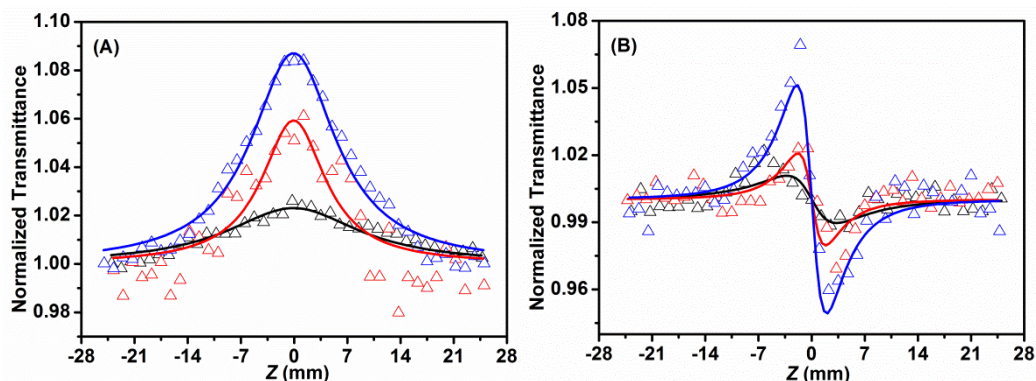 (A)
Normalized Transmittance
1.10
1.08
1.06
1.04
1.02
1.00
0.98
-28 -21 -14 -7 0 7 14 21 28
Z (mm)
(B)
Normalized Transmittance
1.08
1.05
1.02
0.99
0.96
-28 -21 -14 -7 0 7 14 21 28
Z (mm)